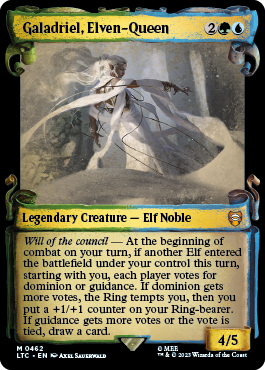 Galadriel, Elven-Queen 2
Legendary Creature — Elf Noble
Will of the council — At the beginning of
combat on your turn, if another Elf entered
the battlefield under your control this turn,
starting with you, each player votes for
dominion or guidance. If dominion gets
more votes, the Ring tempts you, then you
put a +1/+1 counter on your Ring-bearer.
If guidance gets more votes or the vote is
tied, draw a card.
4/5
M 0462
LTC • EN Axel Sauerwald
© MEE
™ & © 2023 Wizards of the Coast